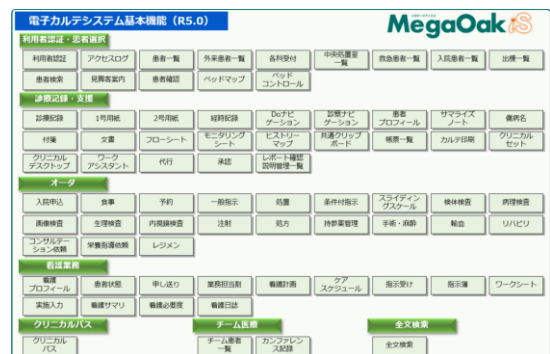 電子カルテシステム基本機能（R5.0）
MegaOak iS
利用者認証・患者選択
利用者認証 アクセスログ 患者一覧 外来患者一覧 各科受付 中央処置室一覧 救急患者一覧 入院患者一覧 出棟一覧
患者検索 見舞客案内 患者確認 ベッドマップ ベッドコントロール
診療記録・支援
診療記録 1号用紙 2号用紙 経時記録 Doナビゲーション 診察ナビゲーション 患者プロフィール サマライズノート 傷病名
付箋 文書 フローシート モニタリングシート ヒストリーマップ 共通クリップボード 帳票一覧 カルテ印刷 クリニカルセット
クリニカルデスクトップ ワークアシスタント 代行 承認 レポート確認説明管理一覧
オーダ
入院申込 食事 予約 一般指示 処置 条件付指示 スライディングスケール 検体検査 病理検査
画像検査 生理検査 内視鏡検査 注射 処方 持参薬管理 手術・麻酔 輸血 リハビリ
コンサルテーション依頼 栄養指導依頼 レジメン
看護業務
看護プロフィール 患者状態 申し送り 業務担当割 看護計画 ケアスケジュール 指示受け 指示簿 ワークシート
実施入力 看護サマリ 看護必要度 看護日誌
クリニカルパス チーム医療 全文検索
クリニカルパス チーム患者一覧 カンファレンス記録 全文検索